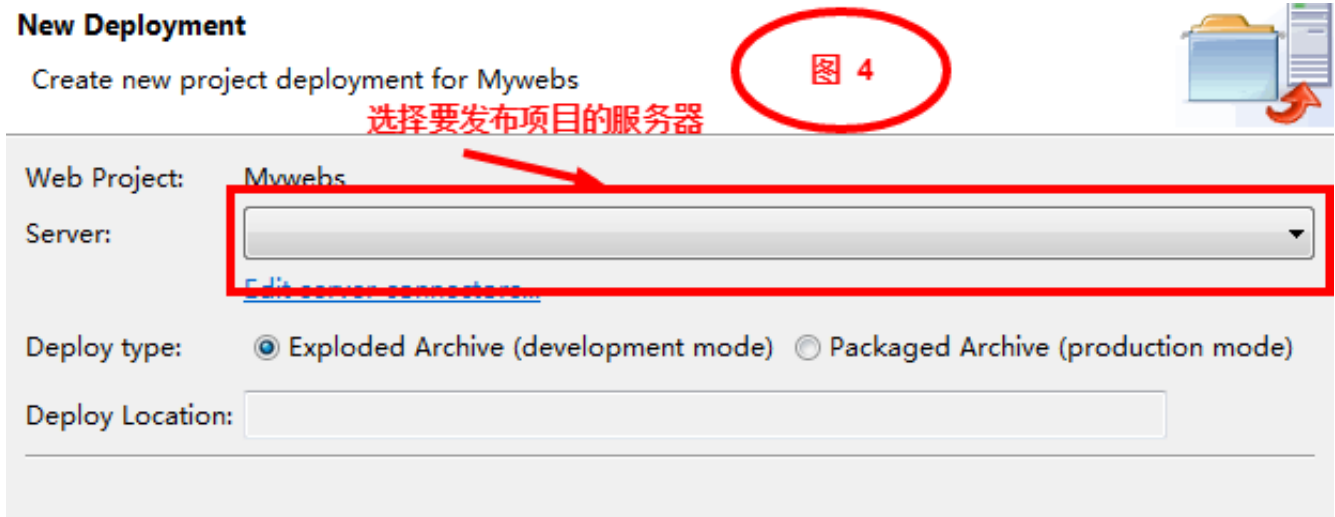 New Deployment
Create new project deployment for Mywebs
图 4
选择要发布项目的服务器
Web Project: Mywebs
Server:
Edit server connectors...
Deploy type: Exploded Archive (development mode) Packaged Archive (production mode)
Deploy Location: